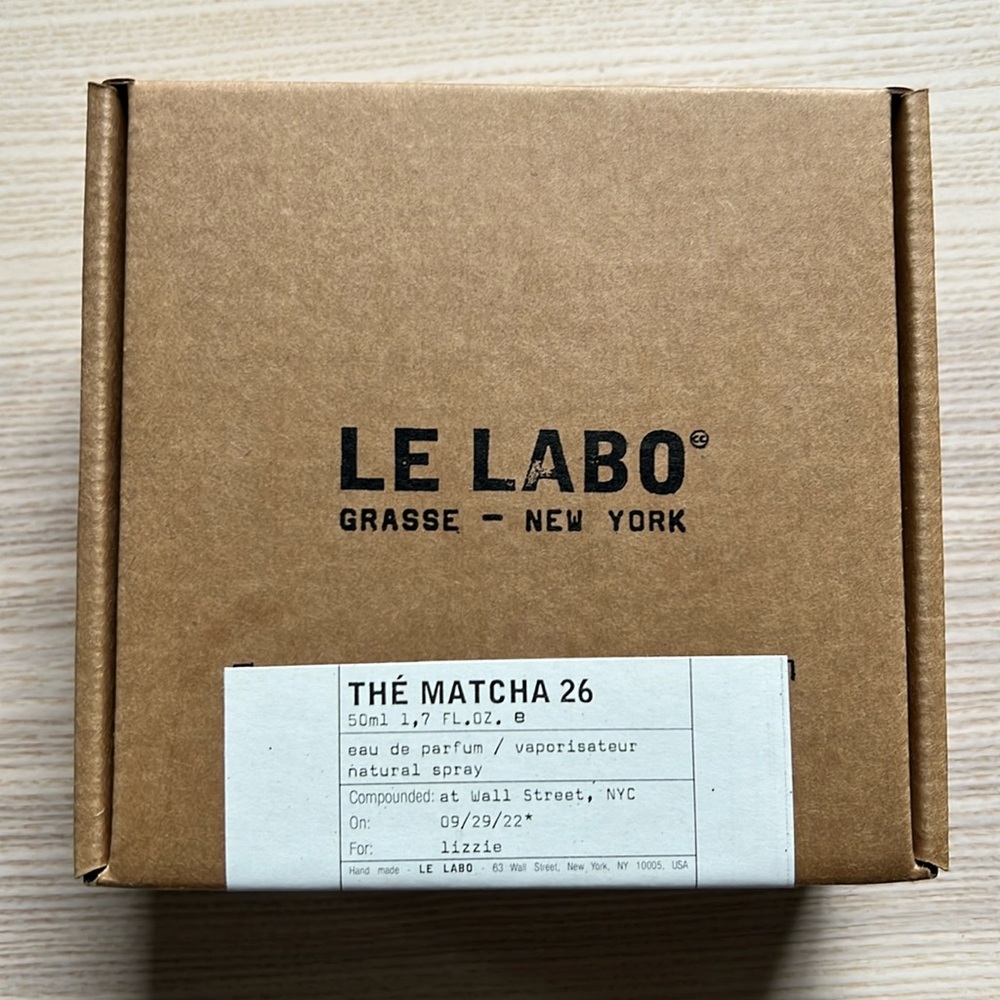 LE LABO
GRASSE — NEW YORK
THÉ MATCHA 26
50ml 1,7 FL.OZ. e
eau de parfum / vaporisateur
natural spray
Compounded: at Wall Street, NYC
On: 09/29/22*
For: lizzie
Hand made - LE LABO - 63 Wall Street, New York, NY 10005, USA